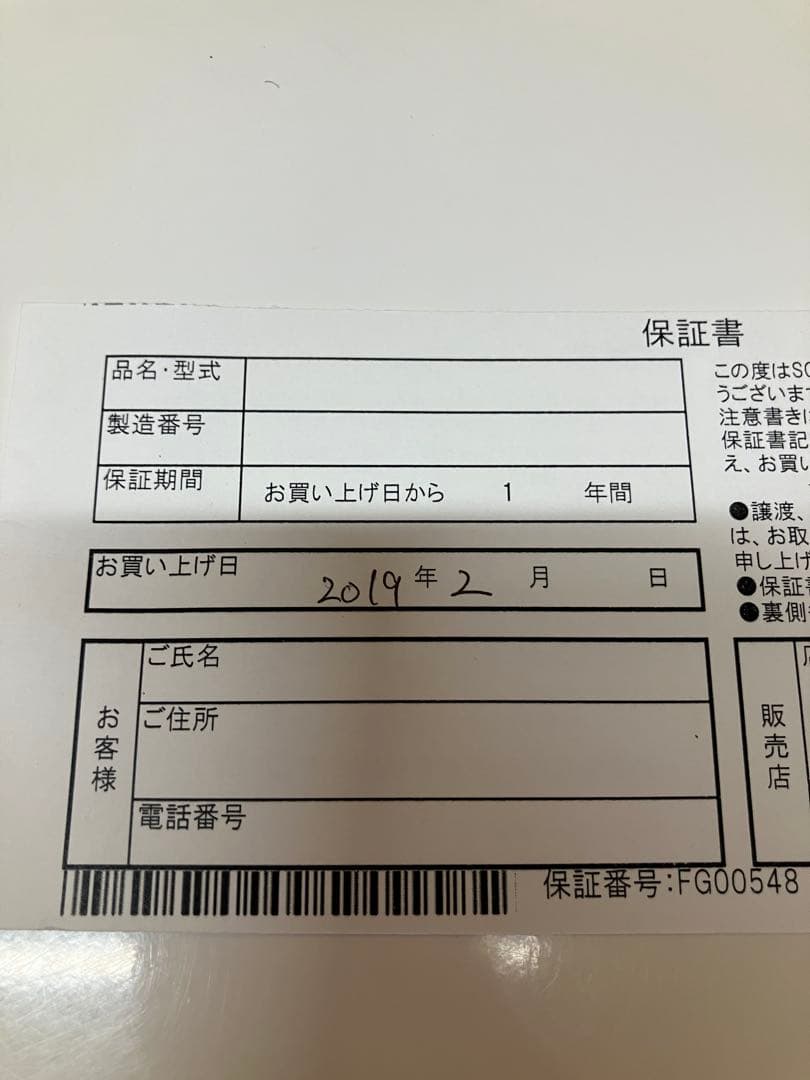 保証書
品名・型式
製造番号
保証期間 お買い上げ日から 1 年間
お買い上げ日 2019年 2 月 日
お客様
ご氏名
ご住所
電話番号
保証番号:FG00548
この度はSC
うございま
注意書き
保証書記
え、お買い
●譲渡、
は、お取
申し上げ
●保証
●裏側
販売店